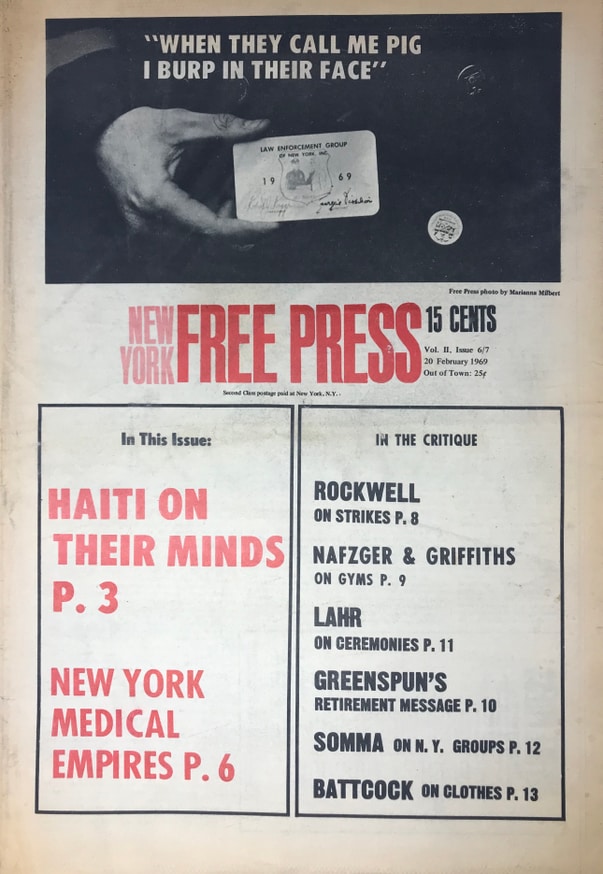 "WHEN THEY CALL ME PIG
I BURP IN THEIR FACE"
LAW ENFORCEMENT GROUP
OF NEW YORK, INC.
19 69
Free Press photo by Marianna Milbert
NEW YORK FREE PRESS
15 CENTS
Vol. II, Issue 6/7
20 February 1969
Out of Town: 25¢
Second Class postage paid at New York, N.Y.
In This Issue:
HAITI ON
THEIR MINDS
P. 3
NEW YORK
MEDICAL
EMPIRES P. 6
IN THE CRITIQUE
ROCKWELL
ON STRIKES P. 8
NAFZGER & GRIFFITHS
ON GYMS P. 9
LAHR
ON CEREMONIES P. 11
GREENSPUN'S
RETIREMENT MESSAGE P. 10
SOMMA ON N. Y. GROUPS P. 12
BATTCOCK ON CLOTHES P. 13